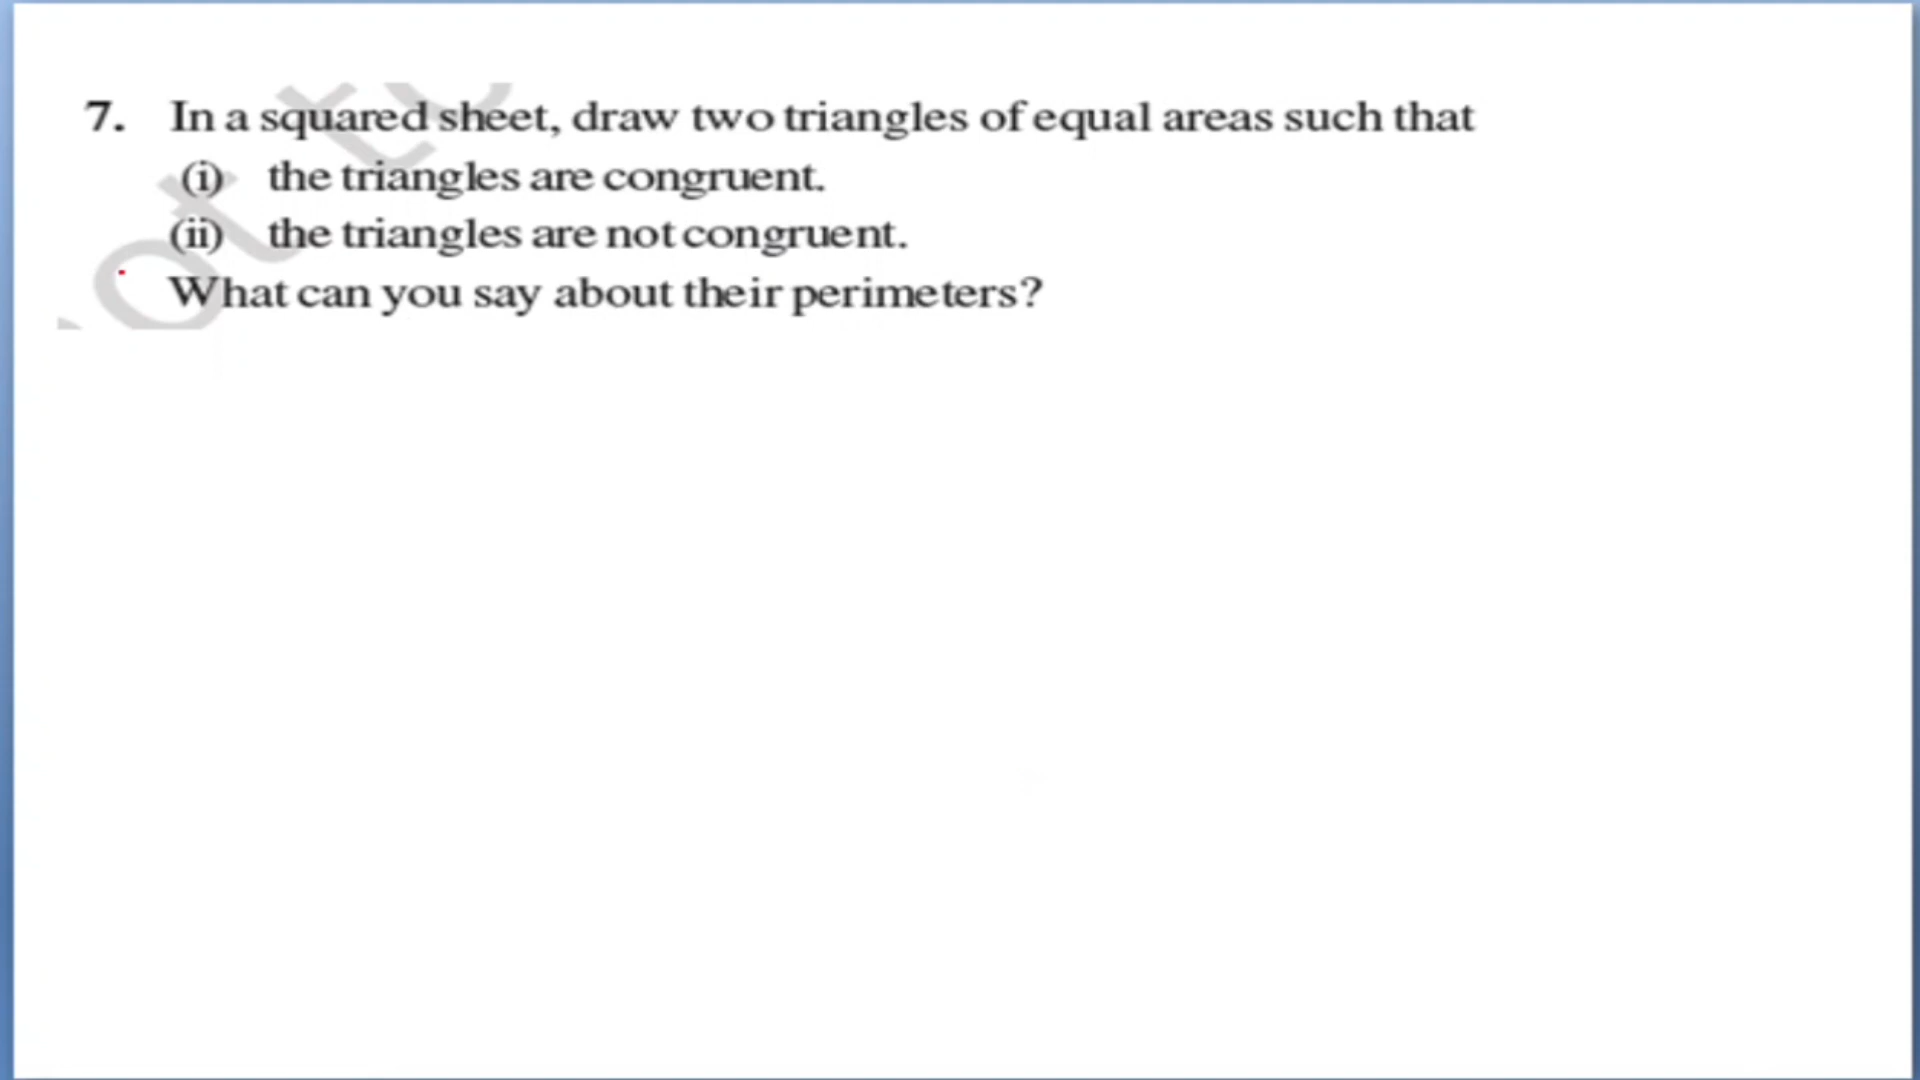 7. In a squared sheet, draw two triangles of equal areas such that
(i) the triangles are congruent.
(ii) the triangles are not congruent.
What can you say about their perimeters?